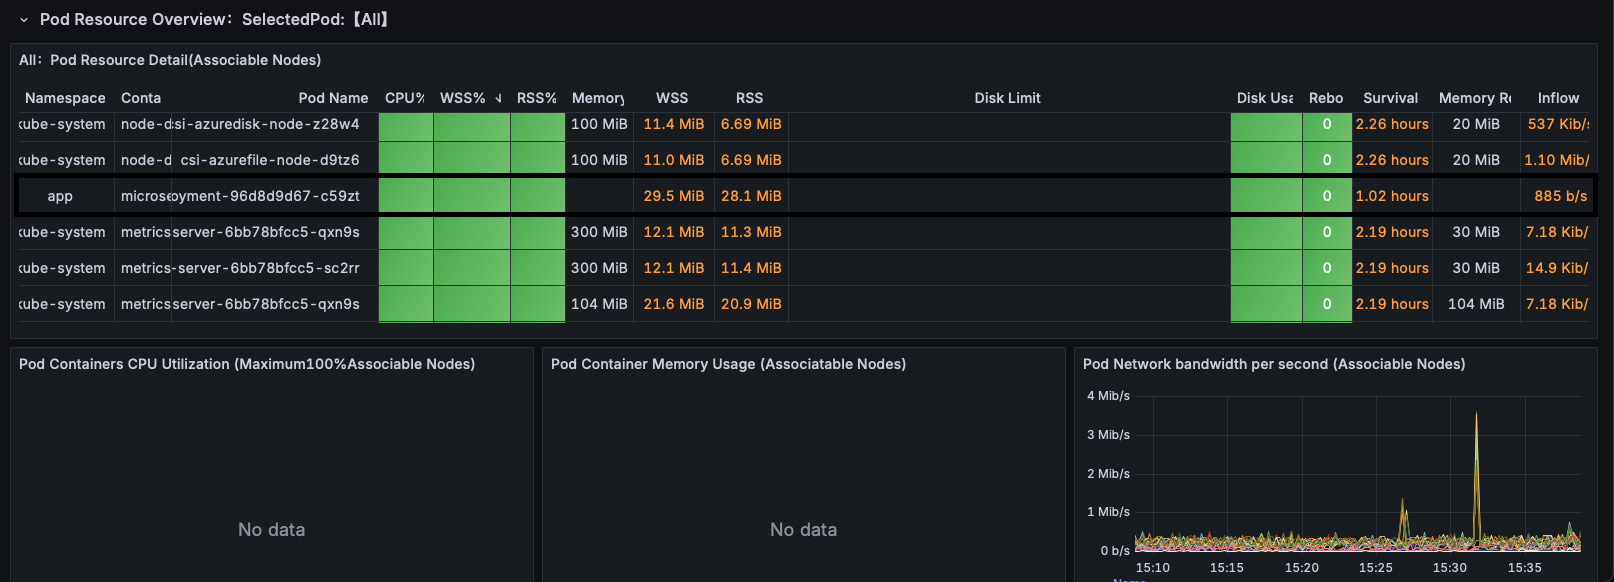 Pod Resource Overview：SelectedPod:【All】
All：Pod Resource Detail(Associable Nodes)
Namespace Conta Pod Name CPU% WSS% RSS% Memory WSS RSS Disk Limit Disk Usa Rebo Survival Memory Re Inflow
kube-system node-d si-azuredisk-node-z28w4 100 MiB 11.4 MiB 6.69 MiB 0 2.26 hours 20 MiB 537 Kib/s
kube-system node-d csi-azurefile-node-d9tz6 100 MiB 11.0 MiB 6.69 MiB 0 2.26 hours 20 MiB 1.10 Mib/
app microse oyment-96d8d9d67-c59zt 29.5 MiB 28.1 MiB 0 1.02 hours 885 b/s
kube-system metrics server-6bb78bfcc5-qxn9s 300 MiB 12.1 MiB 11.3 MiB 0 2.19 hours 30 MiB 7.18 Kib/
kube-system metrics -server-6bb78bfcc5-sc2rr 300 MiB 12.1 MiB 11.4 MiB 0 2.19 hours 30 MiB 14.9 Kib/
kube-system metrics server-6bb78bfcc5-qxn9s 104 MiB 21.6 MiB 20.9 MiB 0 2.19 hours 104 MiB 7.18 Kib/
Pod Containers CPU Utilization (Maximum100%Associable Nodes)
No data
Pod Container Memory Usage (Associatable Nodes)
No data
Pod Network bandwidth per second (Associable Nodes)
4 Mib/s
3 Mib/s
2 Mib/s
1 Mib/s
0 b/s
15:10 15:15 15:20 15:25 15:30 15:35